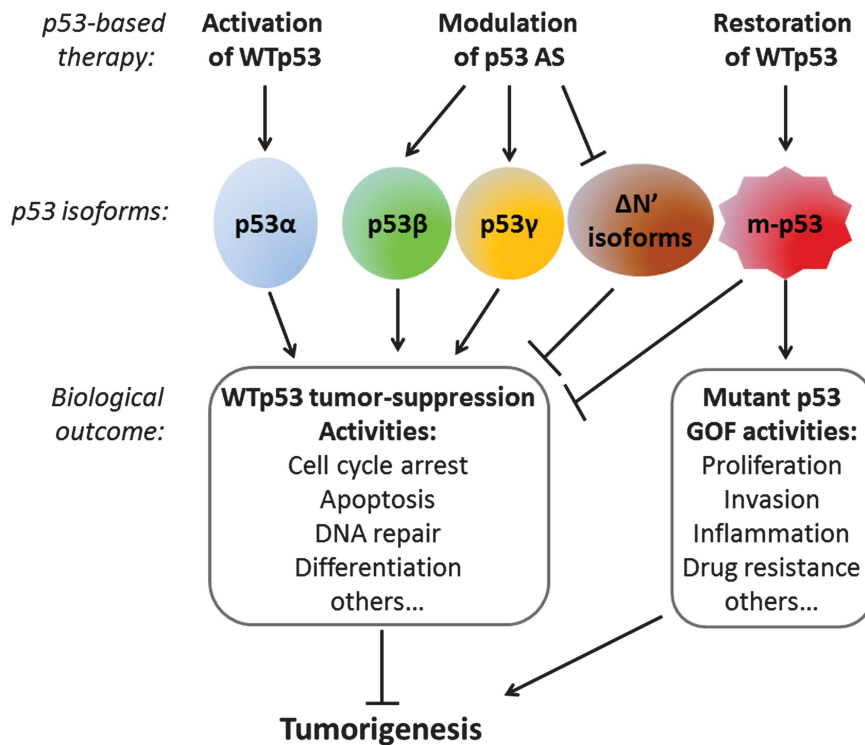 p53-based
therapy:
Activation
of WTp53
Modulation
of p53 AS
Restoration
of WTp53
p53 isoforms:
p53α
p53β
p53γ
ΔN'
isoforms
m-p53
Biological
outcome:
WTp53 tumor-suppression
Activities:
Cell cycle arrest
Apoptosis
DNA repair
Differentiation
others...
Mutant p53
GOF activities:
Proliferation
Invasion
Inflammation
Drug resistance
others...
Tumorigenesis